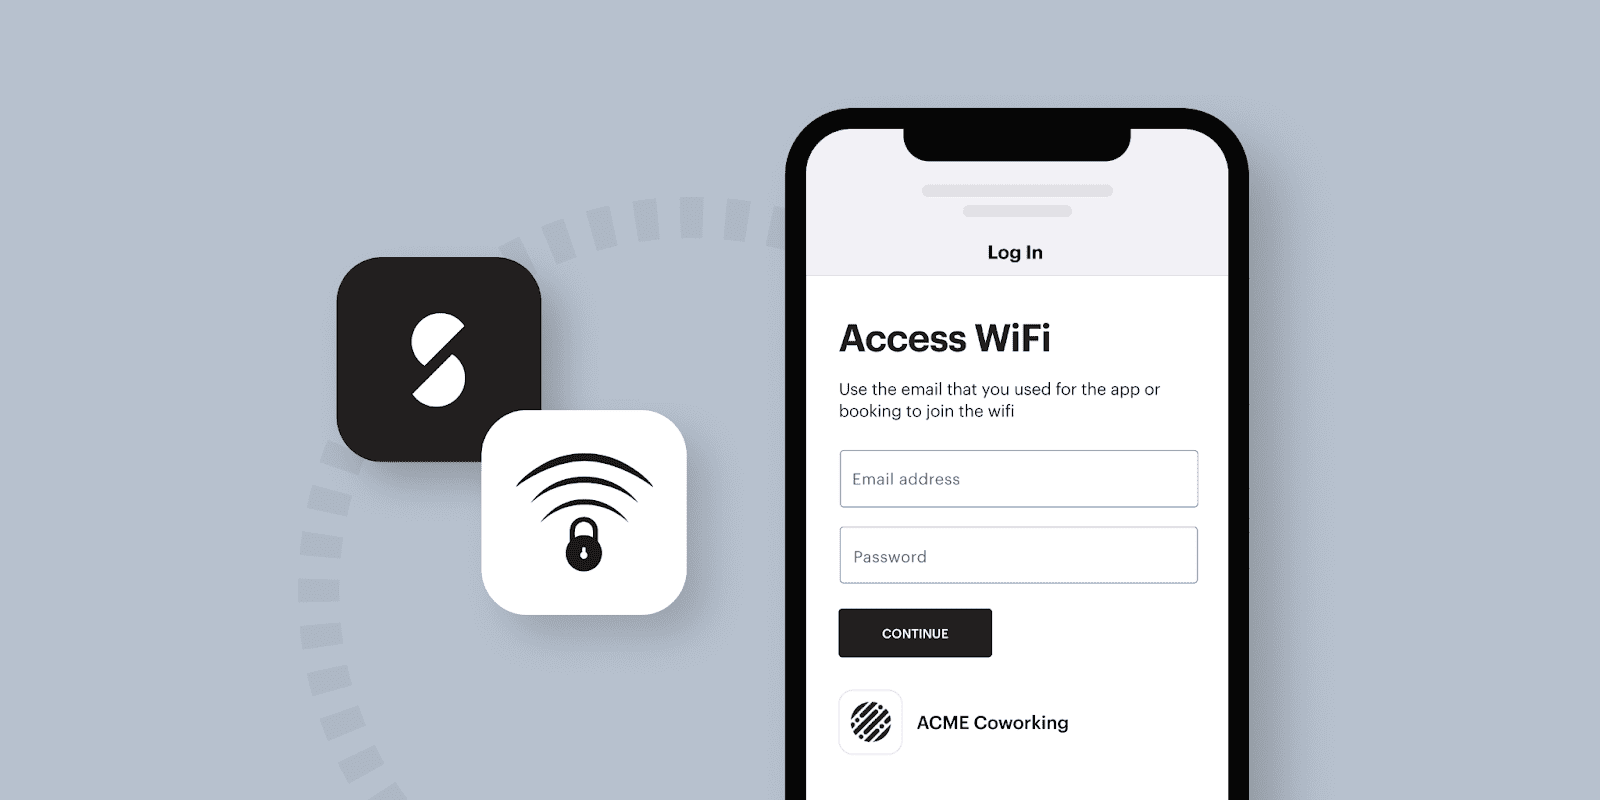 Log In
Access WiFi
Use the email that you used for the app or
booking to join the wifi
Email address
Password
CONTINUE
ACME Coworking